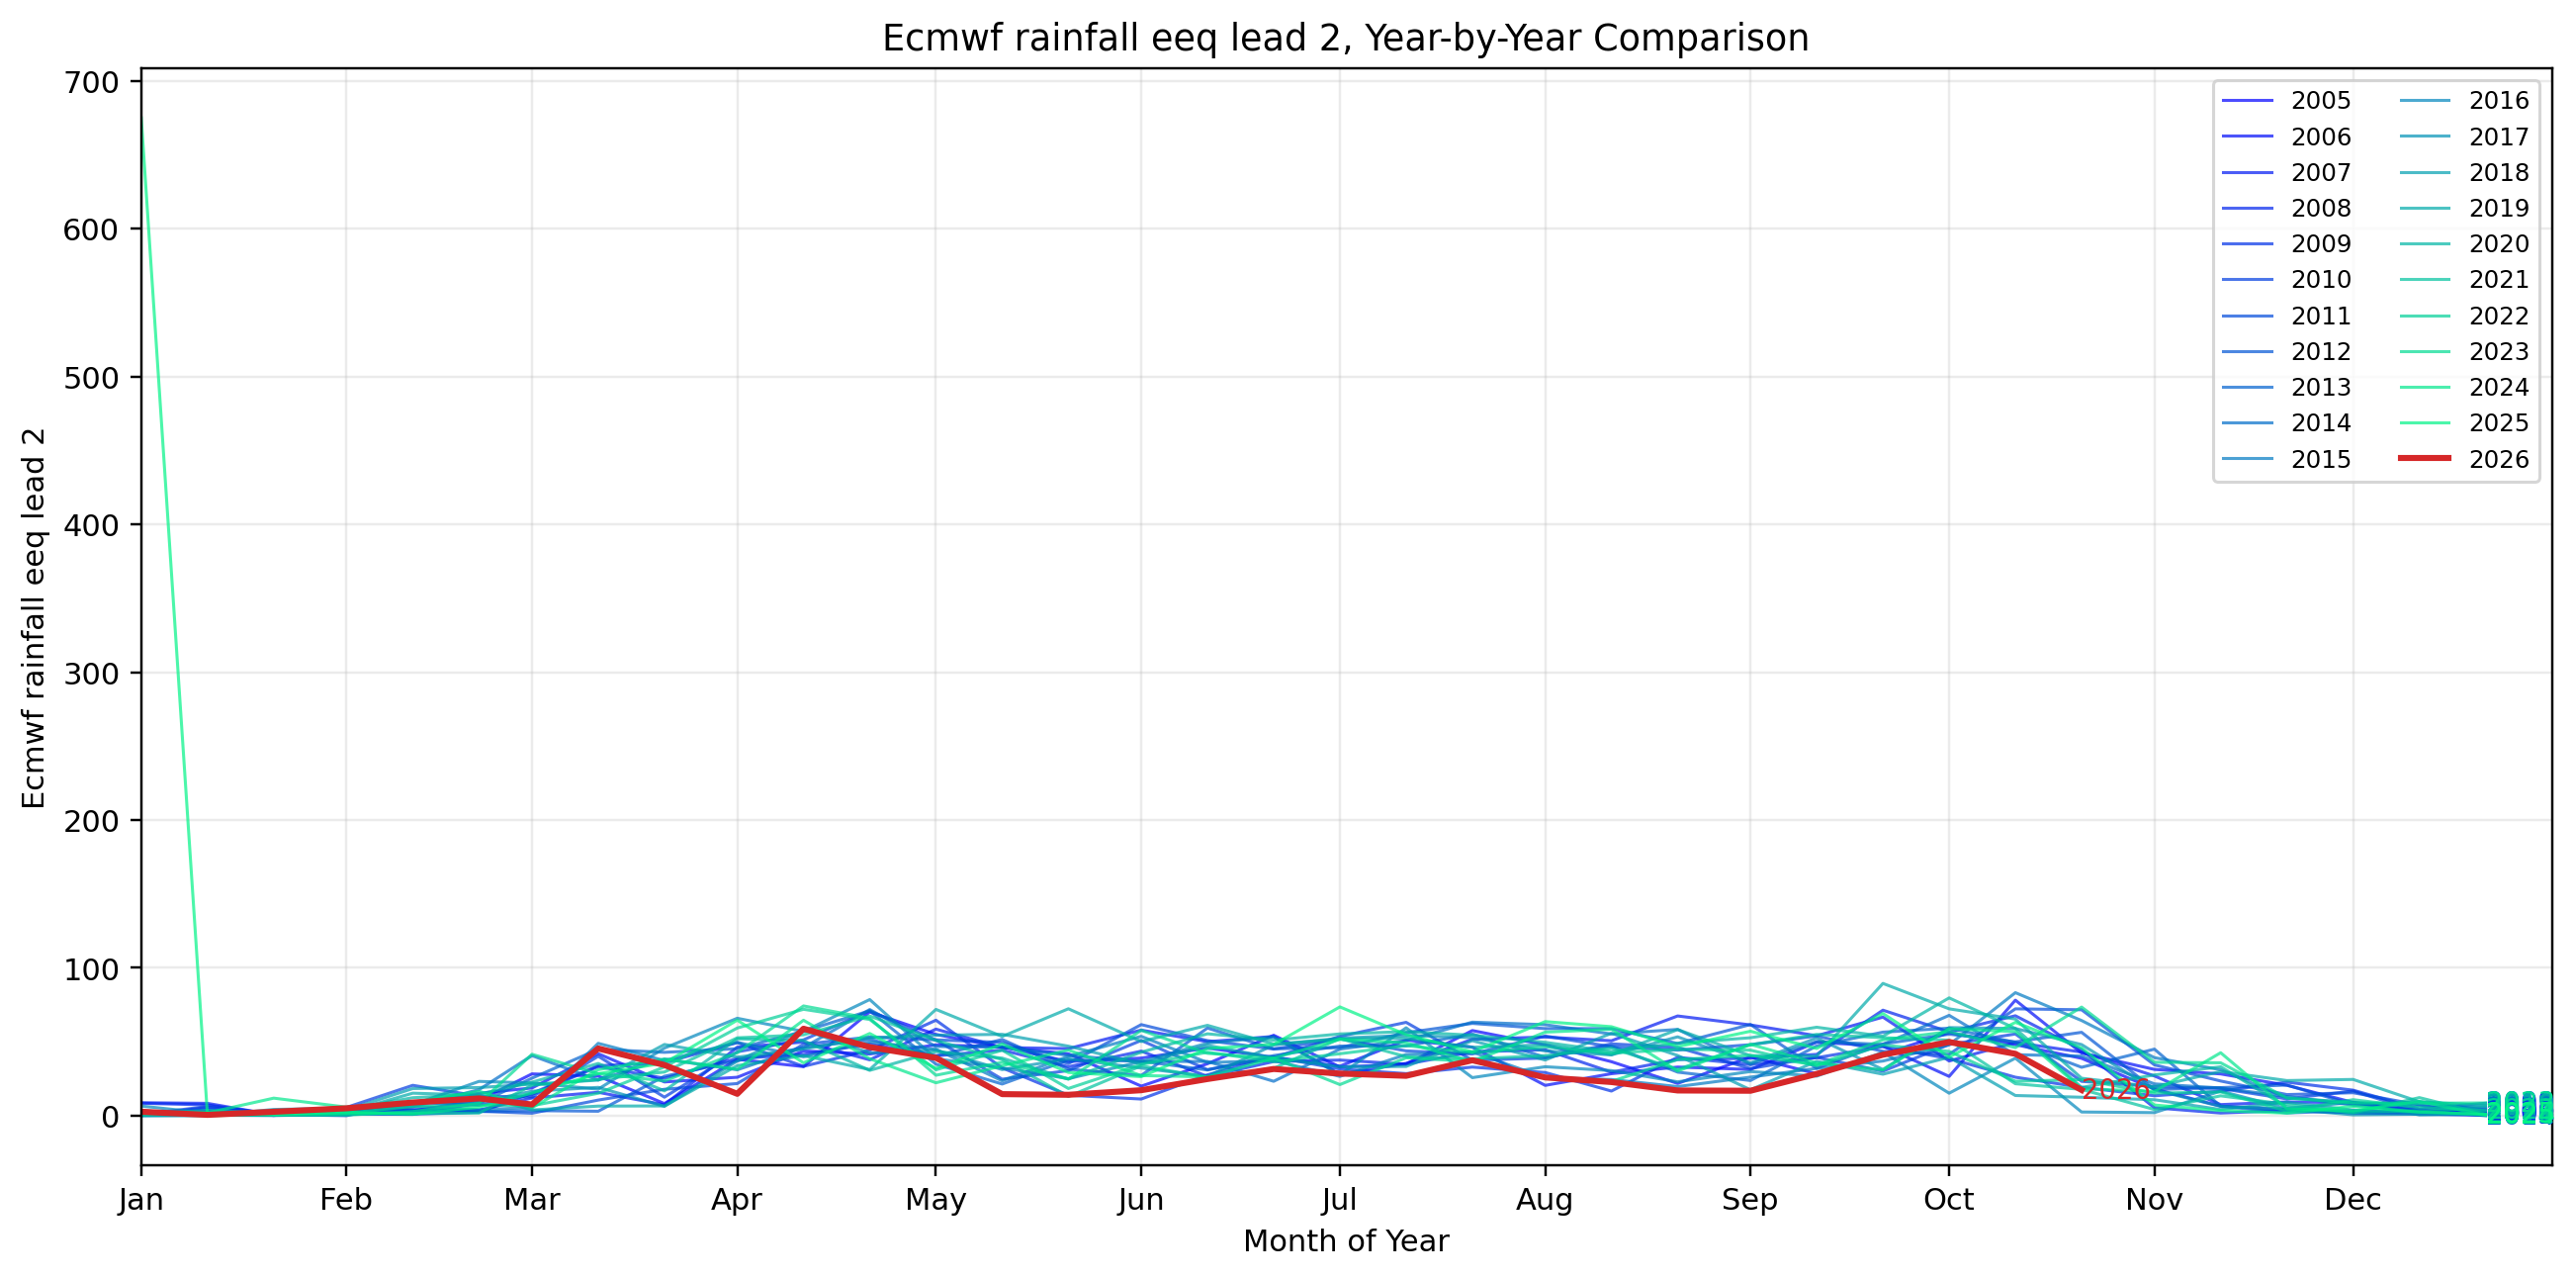 Ecmwf rainfall eeq lead 2, Year-by-Year Comparison
Ecmwf rainfall eeq lead 2
700
600
500
400
300
200
100
0
2005
2006
2007
2008
2009
2010
2011
2012
2013
2014
2015
2016
2017
2018
2019
2020
2021
2022
2023
2024
2025
2026
2026
Jan
Feb
Mar
Apr
May
Jun
Jul
Aug
Sep
Oct
Nov
Dec
Month of Year